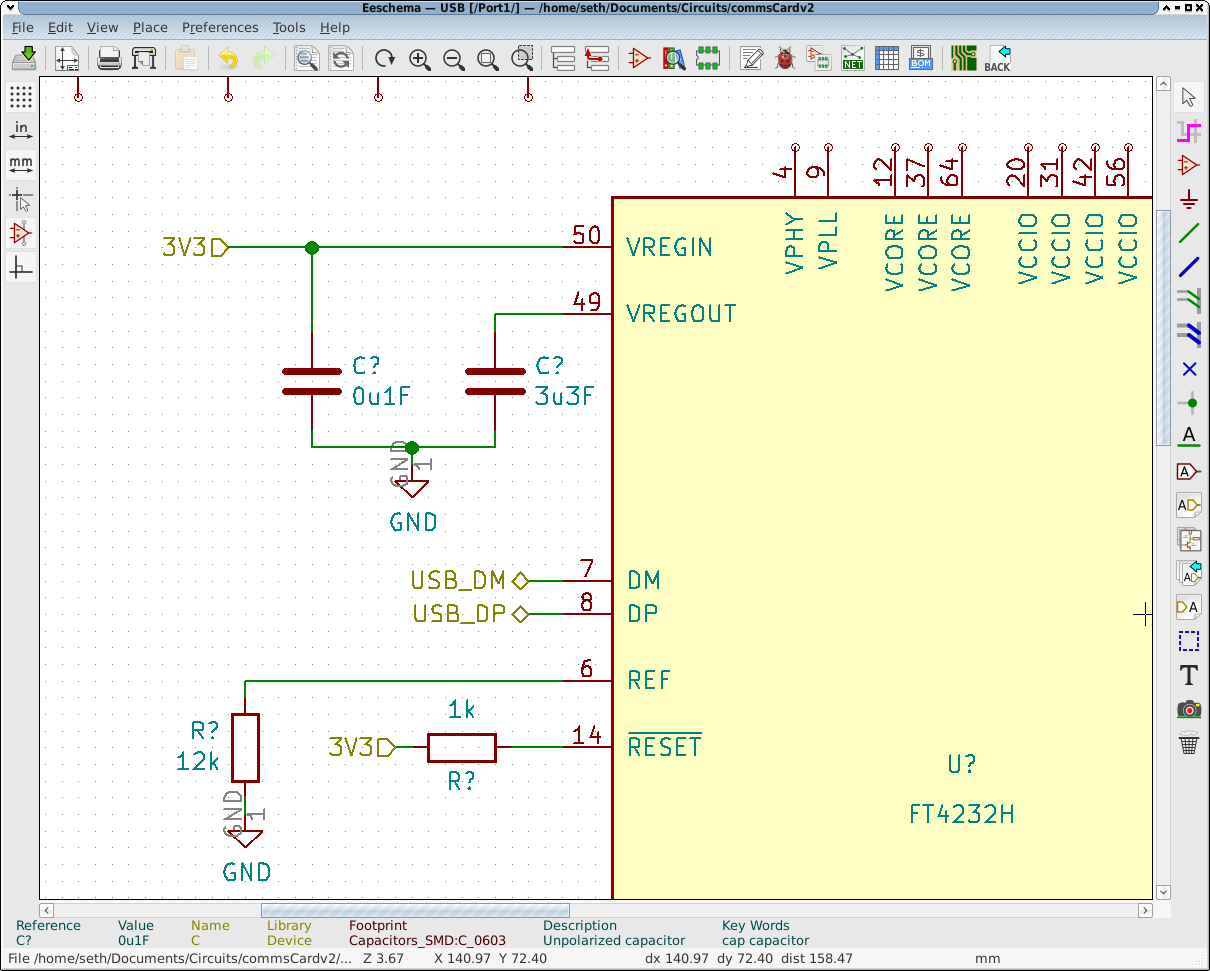 Eeschema — USB [/Port1/] — /home/seth/Documents/Circuits/commsCardv2
File Edit View Place Preferences Tools Help
NET
BOM
BACK
in
mm
4 9 12 37 64 20 31 42 56
VPHY VPLL VCORE VCORE VCORE VCCIO VCCIO VCCIO VCCIO
3V3 50 VREGIN
49 VREGOUT
C? C?
0u1F 3u3F
GND 1
GND
USB_DM 7 DM
USB_DP 8 DP
6 REF
1k
R?
12k
3V3 14 RESET
R?
U?
FT4232H
GND 1
GND
A
A
A
A
A
T
Reference Value Name Library Footprint Description Key Words
C? 0u1F C Device Capacitors_SMD:C_0603 Unpolarized capacitor cap capacitor
File /home/seth/Documents/Circuits/commsCardv2/... Z 3.67 X 140.97 Y 72.40 dx 140.97 dy 72.40 dist 158.47 mm